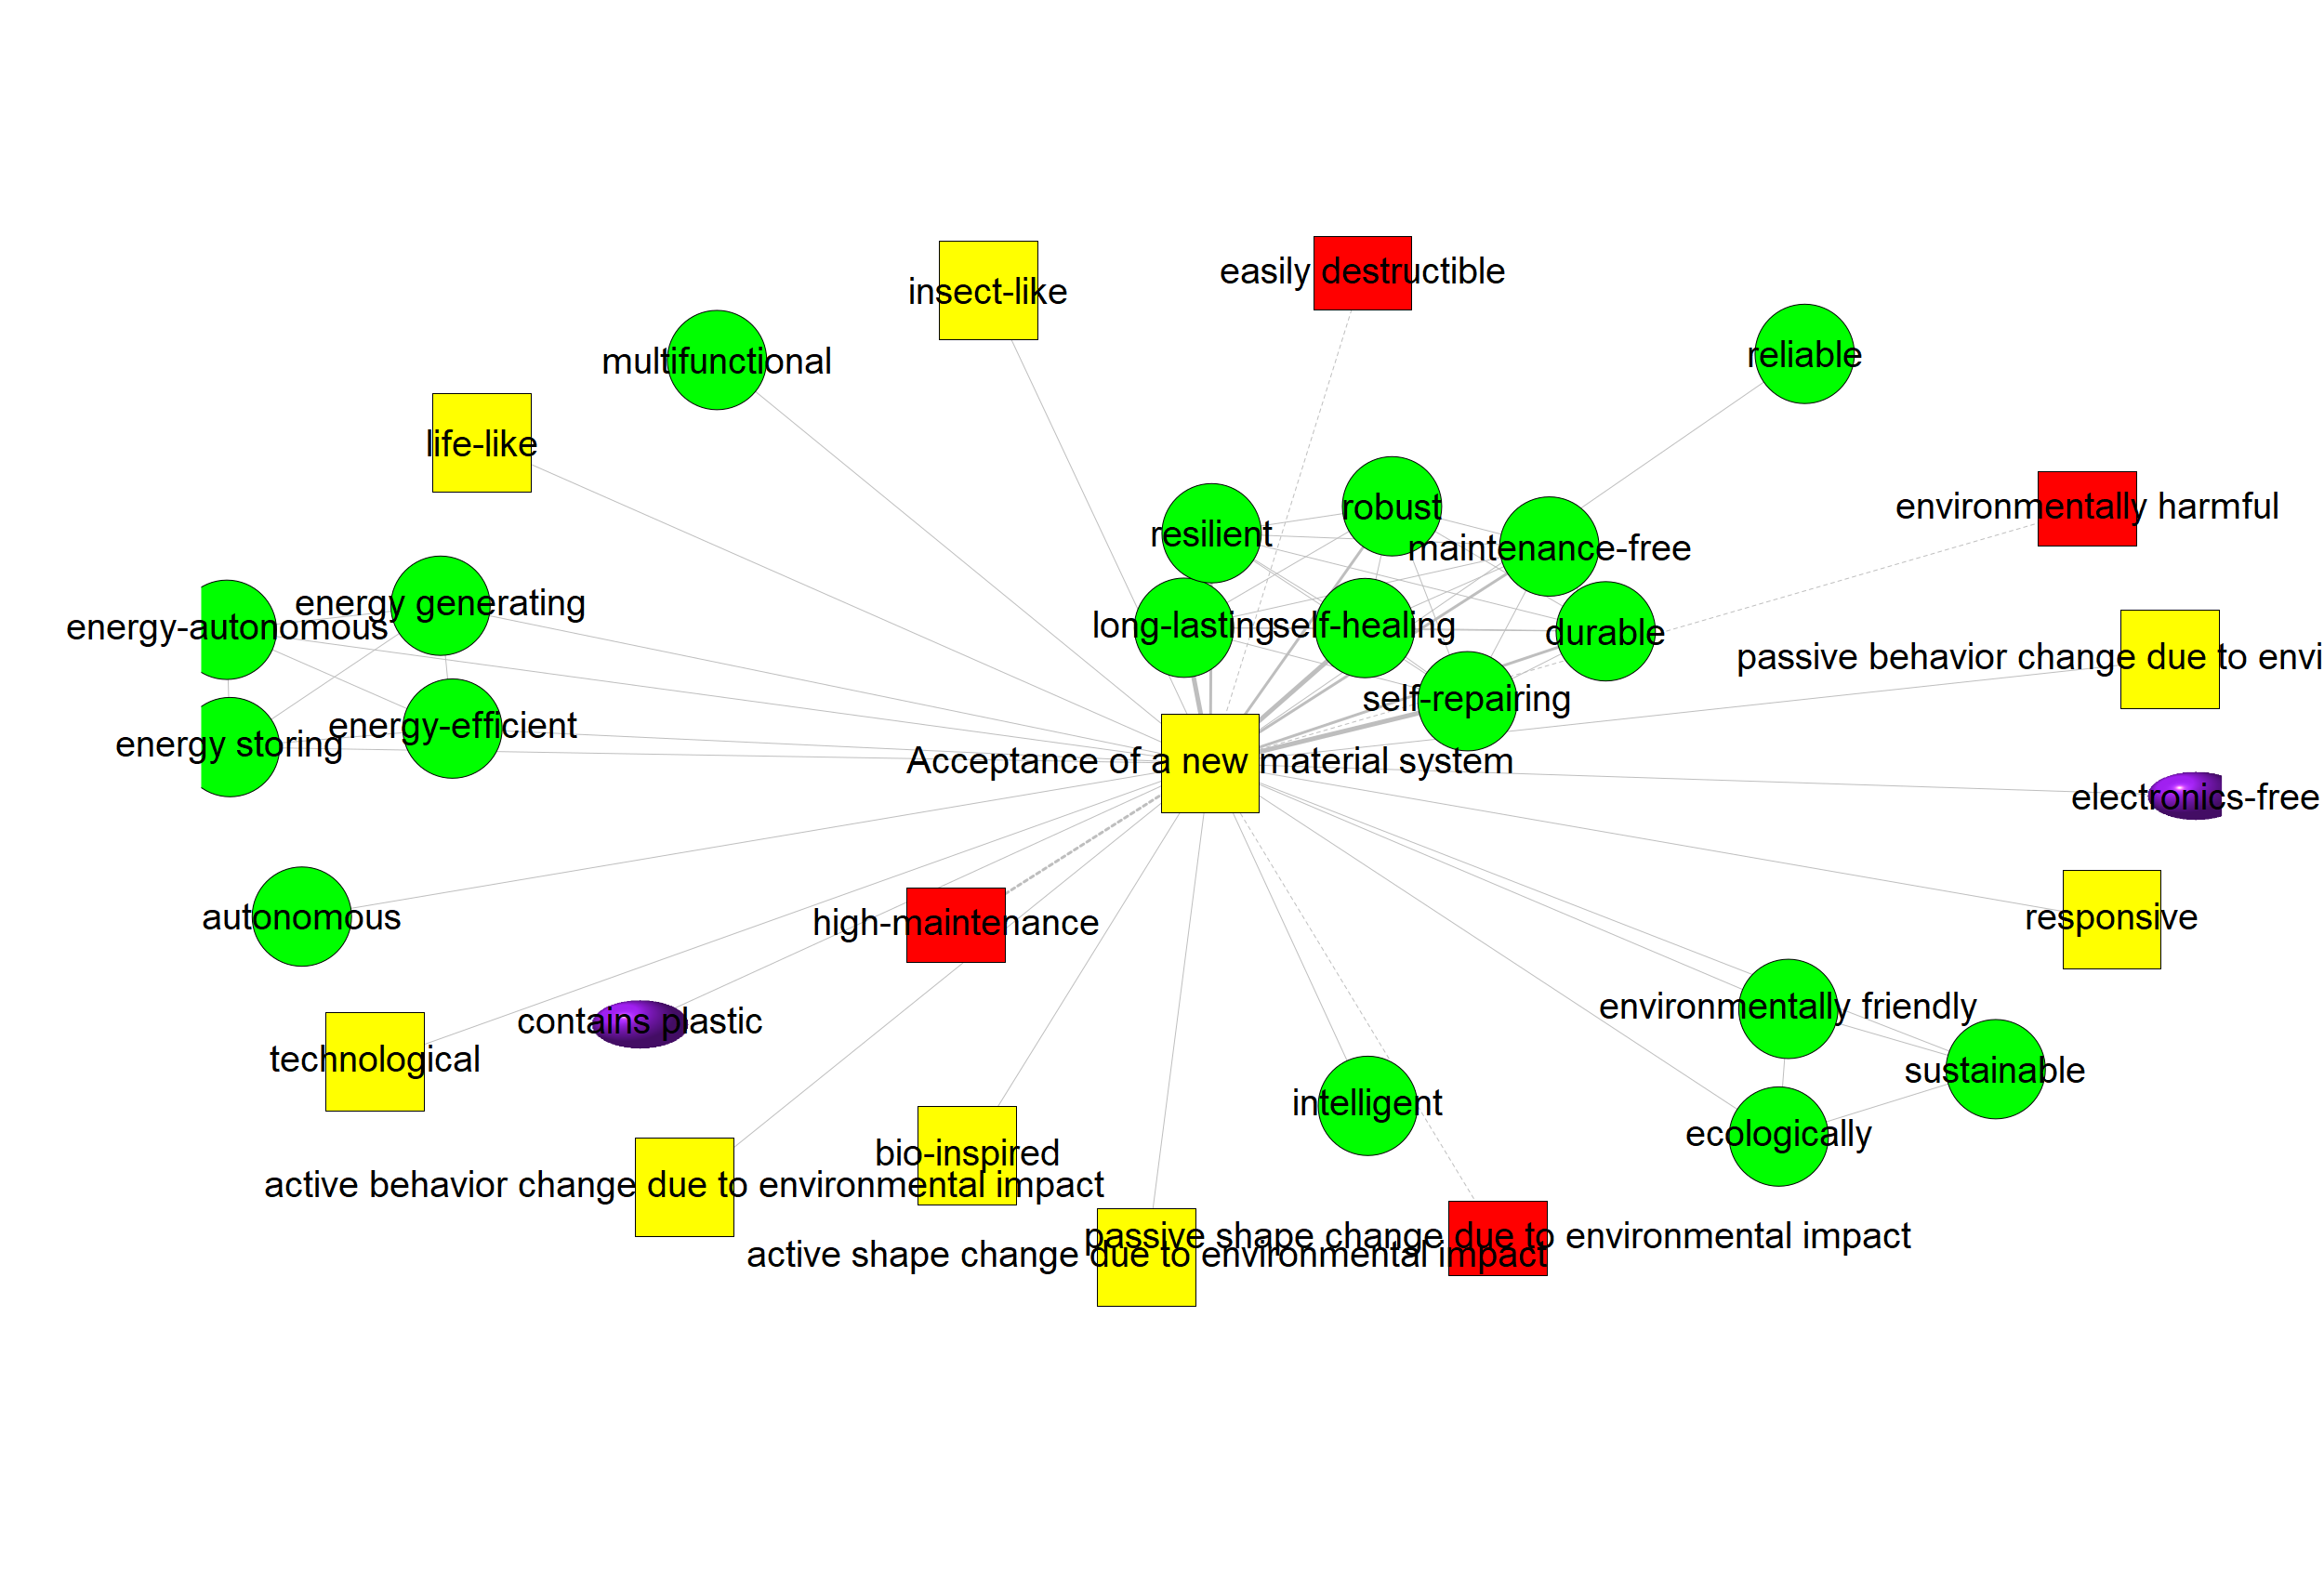 easily destructible
insect-like
multifunctional
reliable
life-like
robust
environmentally harmful
resilient
maintenance-free
energy generating
energy-autonomous
long-lasting
self-healing
durable
passive behavior change due to envi
self-repairing
energy-efficient
energy storing
Acceptance of a new material system
electronics-free
autonomous
high-maintenance
responsive
environmentally friendly
contains plastic
technological
sustainable
intelligent
ecologically
bio-inspired
active behavior change due to environmental impact
passive shape change due to environmental impact
active shape change due to environmental impact